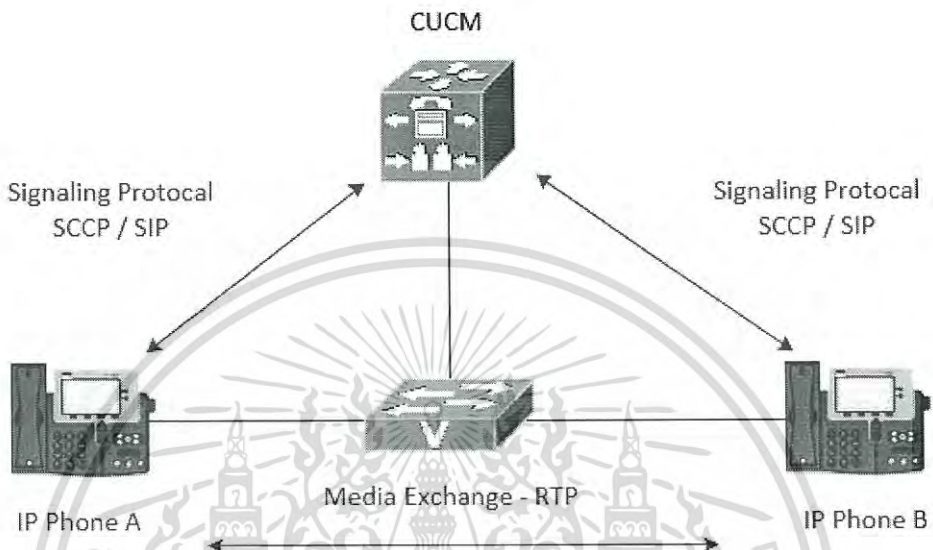 CUCM
Signaling Protocal
SCCP / SIP
Signaling Protocal
SCCP / SIP
V
Media Exchange - RTP
IP Phone A
IP Phone B